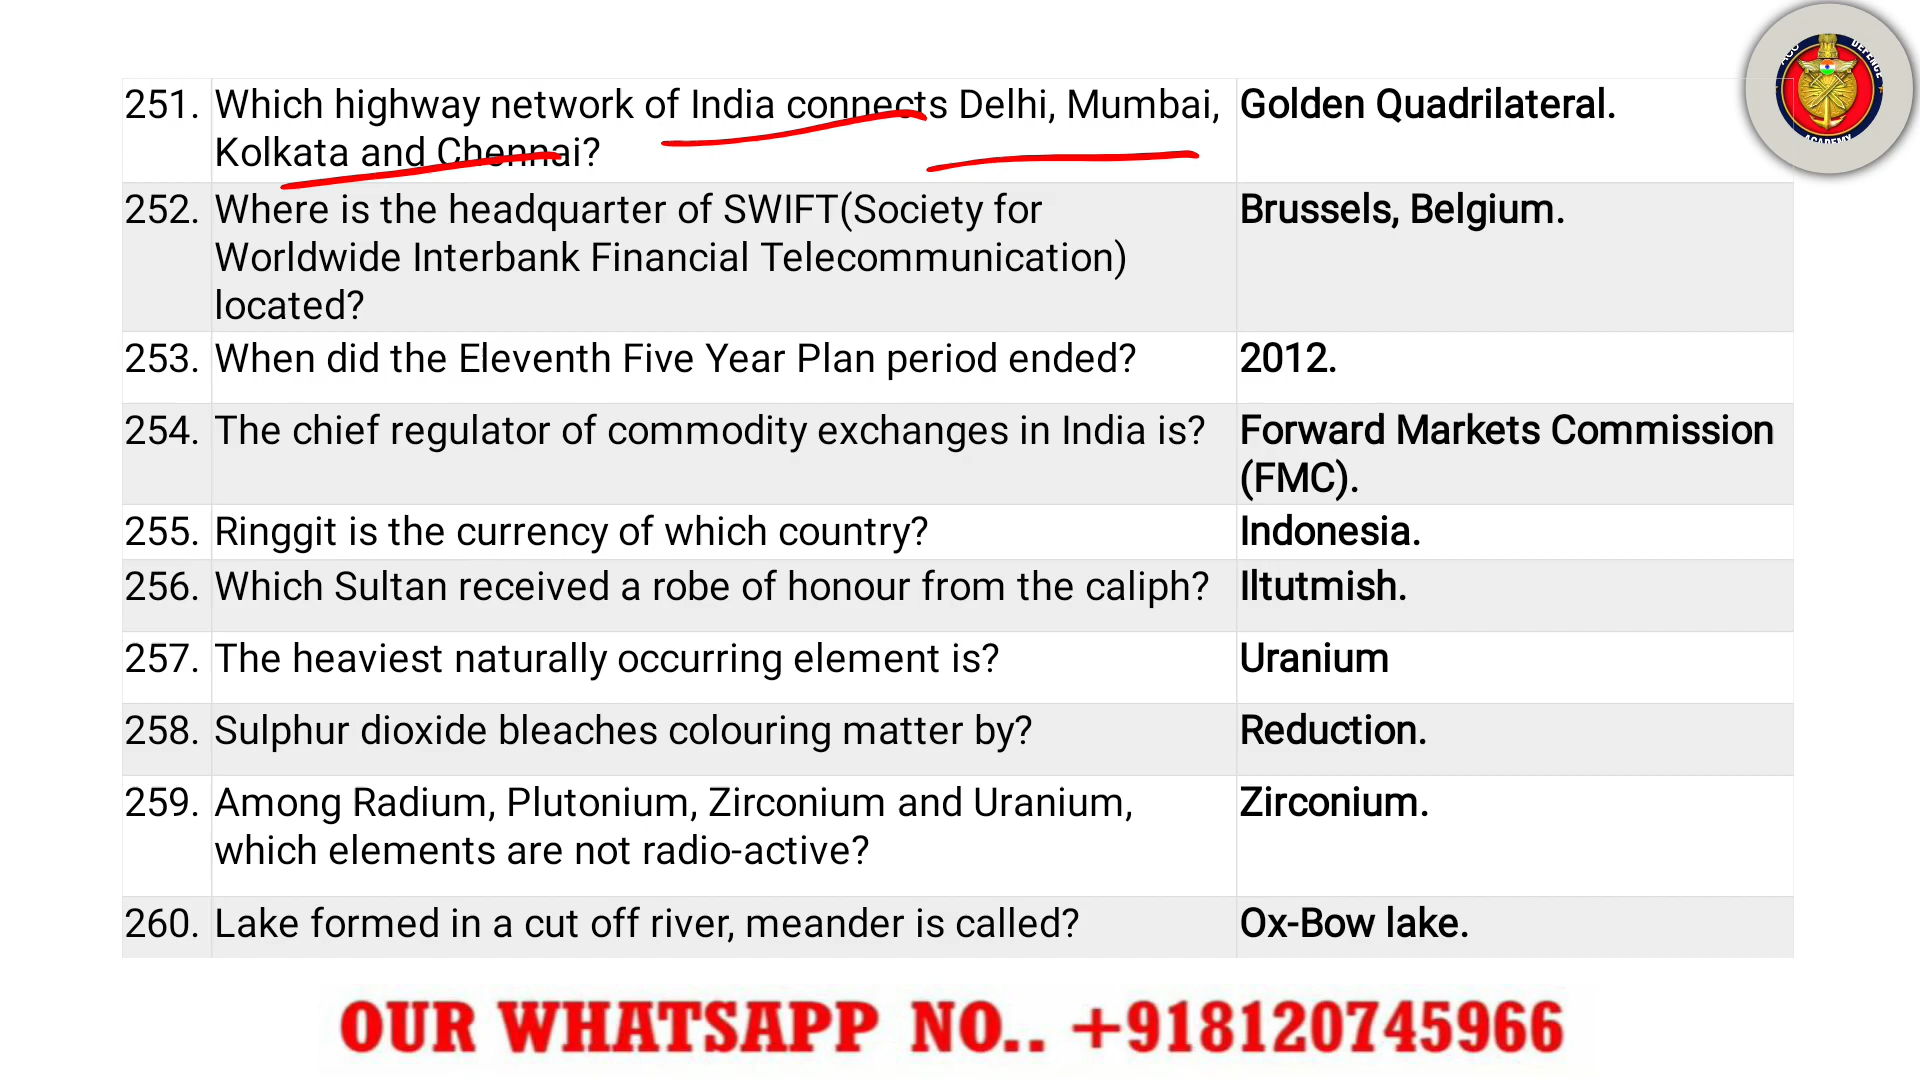 251. Which highway network of India connects Delhi, Mumbai, Golden Quadrilateral.
Kolkata and Chennai?
252. Where is the headquarter of SWIFT(Society for Brussels, Belgium.
Worldwide Interbank Financial Telecommunication)
located?
253. When did the Eleventh Five Year Plan period ended? 2012.
254. The chief regulator of commodity exchanges in India is? Forward Markets Commission
(FMC).
255. Ringgit is the currency of which country? Indonesia.
256. Which Sultan received a robe of honour from the caliph? Iltutmish.
257. The heaviest naturally occurring element is? Uranium
258. Sulphur dioxide bleaches colouring matter by? Reduction.
259. Among Radium, Plutonium, Zirconium and Uranium, Zirconium.
which elements are not radio-active?
260. Lake formed in a cut off river, meander is called? Ox-Bow lake.
DEFENCE
ACADEMY
OUR WHATSAPP NO.. +918120745966